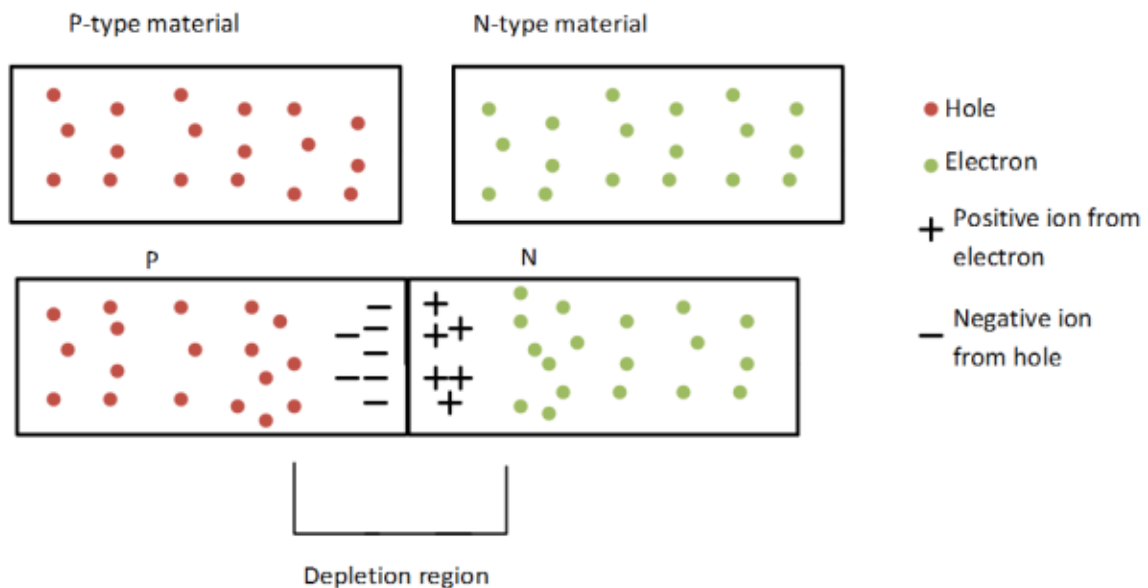 P-type material
N-type material
Hole
Electron
Positive ion from
electron
Negative ion
from hole
P
N
Depletion region